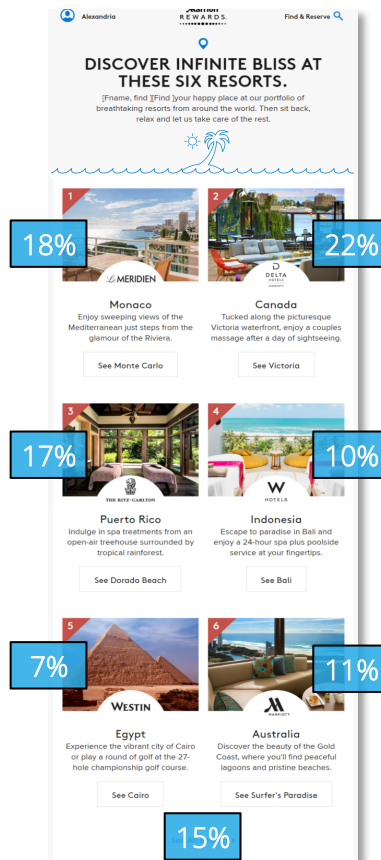 Alexandria
REWARDS.
Find & Reserve
DISCOVER INFINITE BLISS AT
THESE SIX RESORTS.
[Fname, find ][Find ]your happy place at our portfolio of
breathtaking resorts from around the world. Then sit back,
relax and let us take care of the rest.
1
18%
Le MERIDIEN
2
22%
DELTA
HOTELS
Monaco
Enjoy sweeping views of the
Mediterranean just steps from the
glamour of the Riviera.
See Monte Carlo
Canada
Tucked along the picturesque
Victoria waterfront, enjoy a couples
massage after a day of sightseeing.
See Victoria
3
17%
THE RITZ-CARLTON
4
10%
W
HOTELS
Puerto Rico
Indulge in spa treatments from an
open-air treehouse surrounded by
tropical rainforest.
See Dorado Beach
Indonesia
Escape to paradise in Bali and
enjoy a 24-hour spa plus poolside
service at your fingertips.
See Bali
5
7%
WESTIN
6
11%
MARRIOTT
Egypt
Experience the vibrant city of Cairo
or play a round of golf at the 27-
hole championship golf course.
See Cairo
Australia
Discover the beauty of the Gold
Coast, where you'll find peaceful
lagoons and pristine beaches.
See Surfer's Paradise
15%